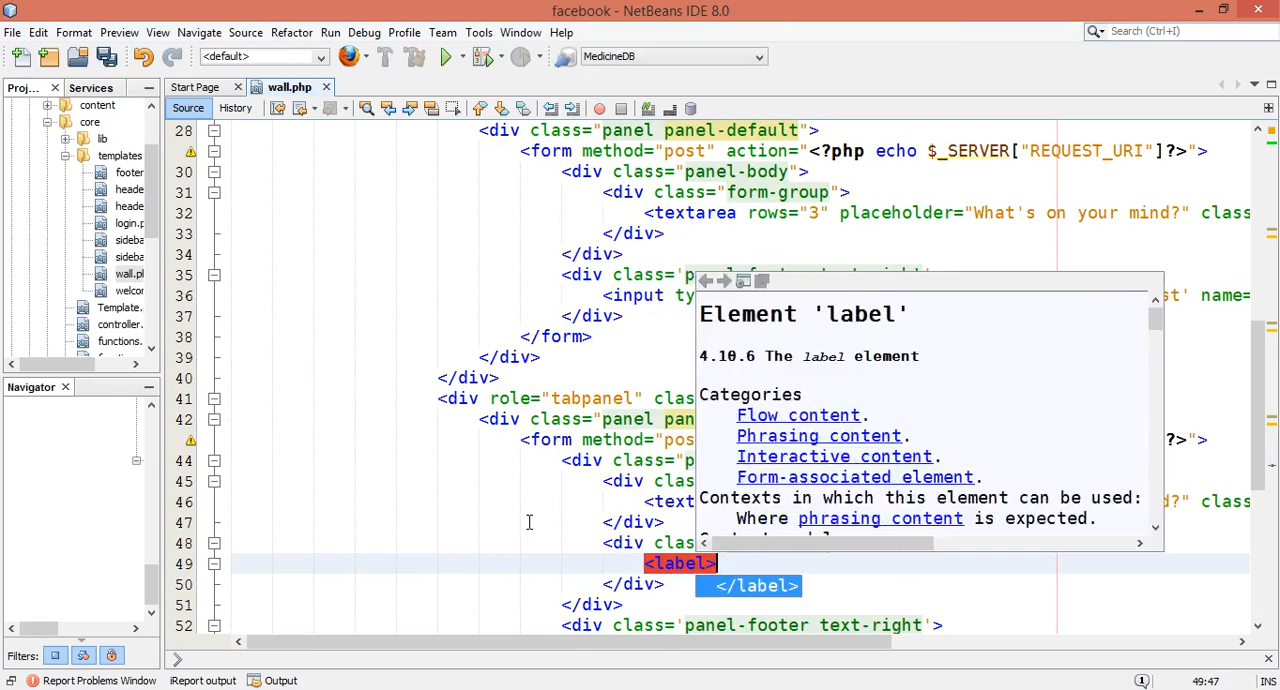 facebook - NetBeans IDE 8.0
File Edit Format Preview View Navigate Source Refactor Run Debug Profile Team Tools Window Help
Search (Ctrl+I)
<default> MedicineDB
Proj... Services
Start Page wall.php
content
core
lib
templates
footer
heade
heade
login.p
sideba
sideba
wall.pl
welcor
Template.
controller.
functions.
Source History
28 <div class="panel panel-default">
<form method="post" action="<?php echo $_SERVER["REQUEST_URI"]?>">
30 <div class="panel-body">
31 <div class="form-group">
32 <textarea rows="3" placeholder="What's on your mind?" class
33 </div>
34 </div>
35 <div class='p
36 <input ty st' name=
37 </div>
38 </form>
39 </div>
40 </div>
41 <div role="tabpanel" clas
42 <div class="panel pan
<form method="pos ?>">
44 <div class="p
45 <div clas
46 <text d?" class
47 </div>
48 <div clas
49 <label>
50 </div>
51 </div>
52 <div class='panel-footer text-right'>
Element 'label'
4.10.6 The label element
Categories
Flow content.
Phrasing content.
Interactive content.
Form-associated element.
Contexts in which this element can be used:
Where phrasing content is expected.
</label>
Navigator
Filters:
Report Problems Window iReport output Output
1 49:47 INS